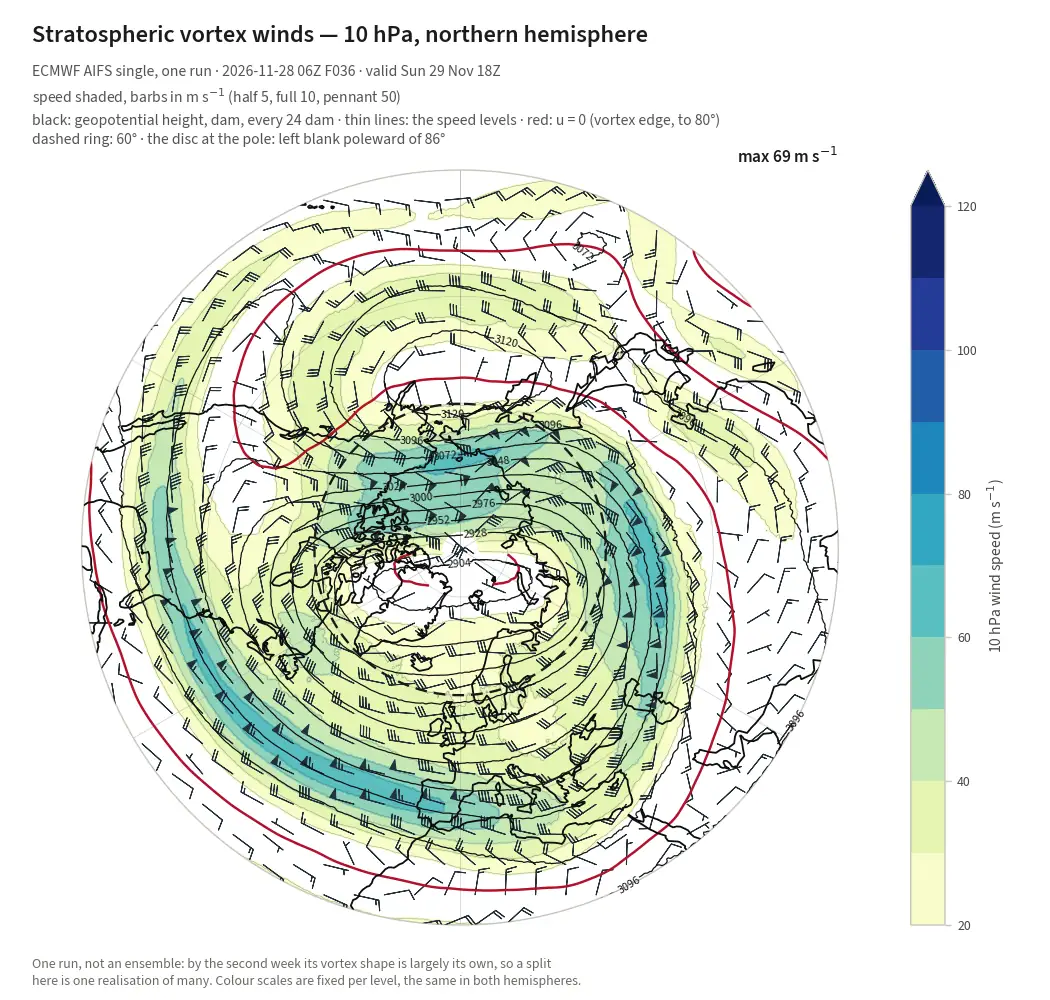 Stratospheric vortex winds — 10 hPa, northern hemisphere
ECMWF AIFS single, one run · 2026-11-28 06Z F036 · valid Sun 29 Nov 18Z
speed shaded, barbs in m s⁻¹ (half 5, full 10, pennant 50)
black: geopotential height, dam, every 24 dam · thin lines: the speed levels · red: u = 0 (vortex edge, to 80°)
dashed ring: 60° · the disc at the pole: left blank poleward of 86°
max 69 m s⁻¹
120
100
80
60
40
20
10 hPa wind speed (m s⁻¹)
3072
3120
3120
3096
3096
3072
3048
3000
2976
2952
2928
2904
3096
3096
One run, not an ensemble: by the second week its vortex shape is largely its own, so a split
here is one realisation of many. Colour scales are fixed per level, the same in both hemispheres.